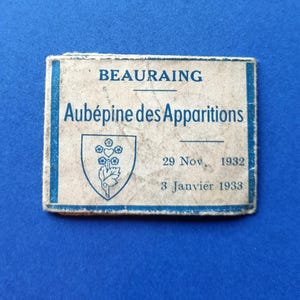 BEAURAING
Aubépine des Apparitions
29 Nov. 1932
3 Janvier 1933